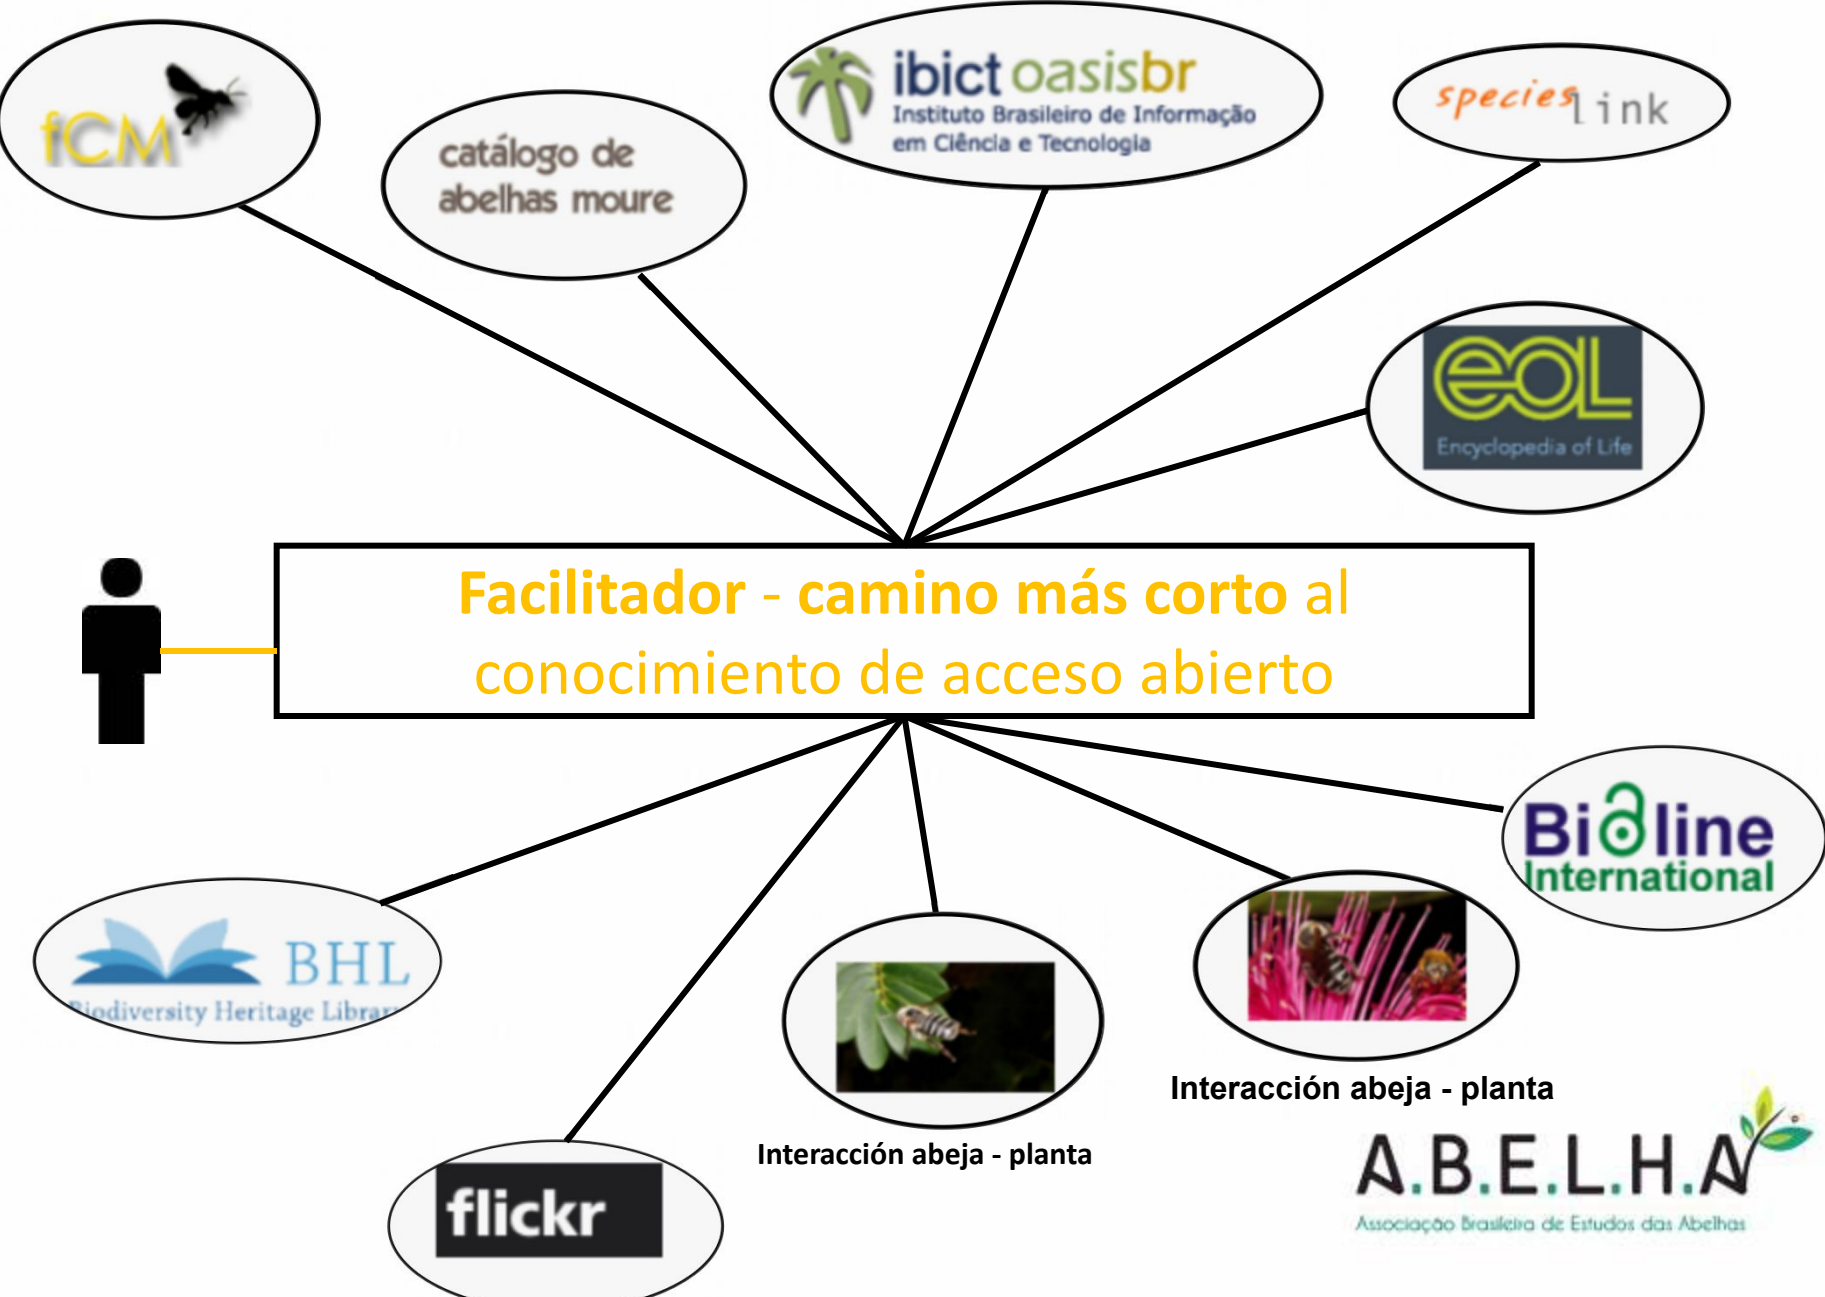 fCM
catálogo de
abelhas moure
ibict oasisbr
Instituto Brasileiro de Informação
em Ciência e Tecnologia
species
link
eOL
Encyclopedia of Life
Facilitador - camino más corto al
conocimiento de acceso abierto
Bioline
International
BHL
Biodiversity Heritage Library
Interacción abeja - planta
Interacción abeja - planta
flickr
A.B.E.L.H.A
Associação Brasileira de Estudos das Abelhas